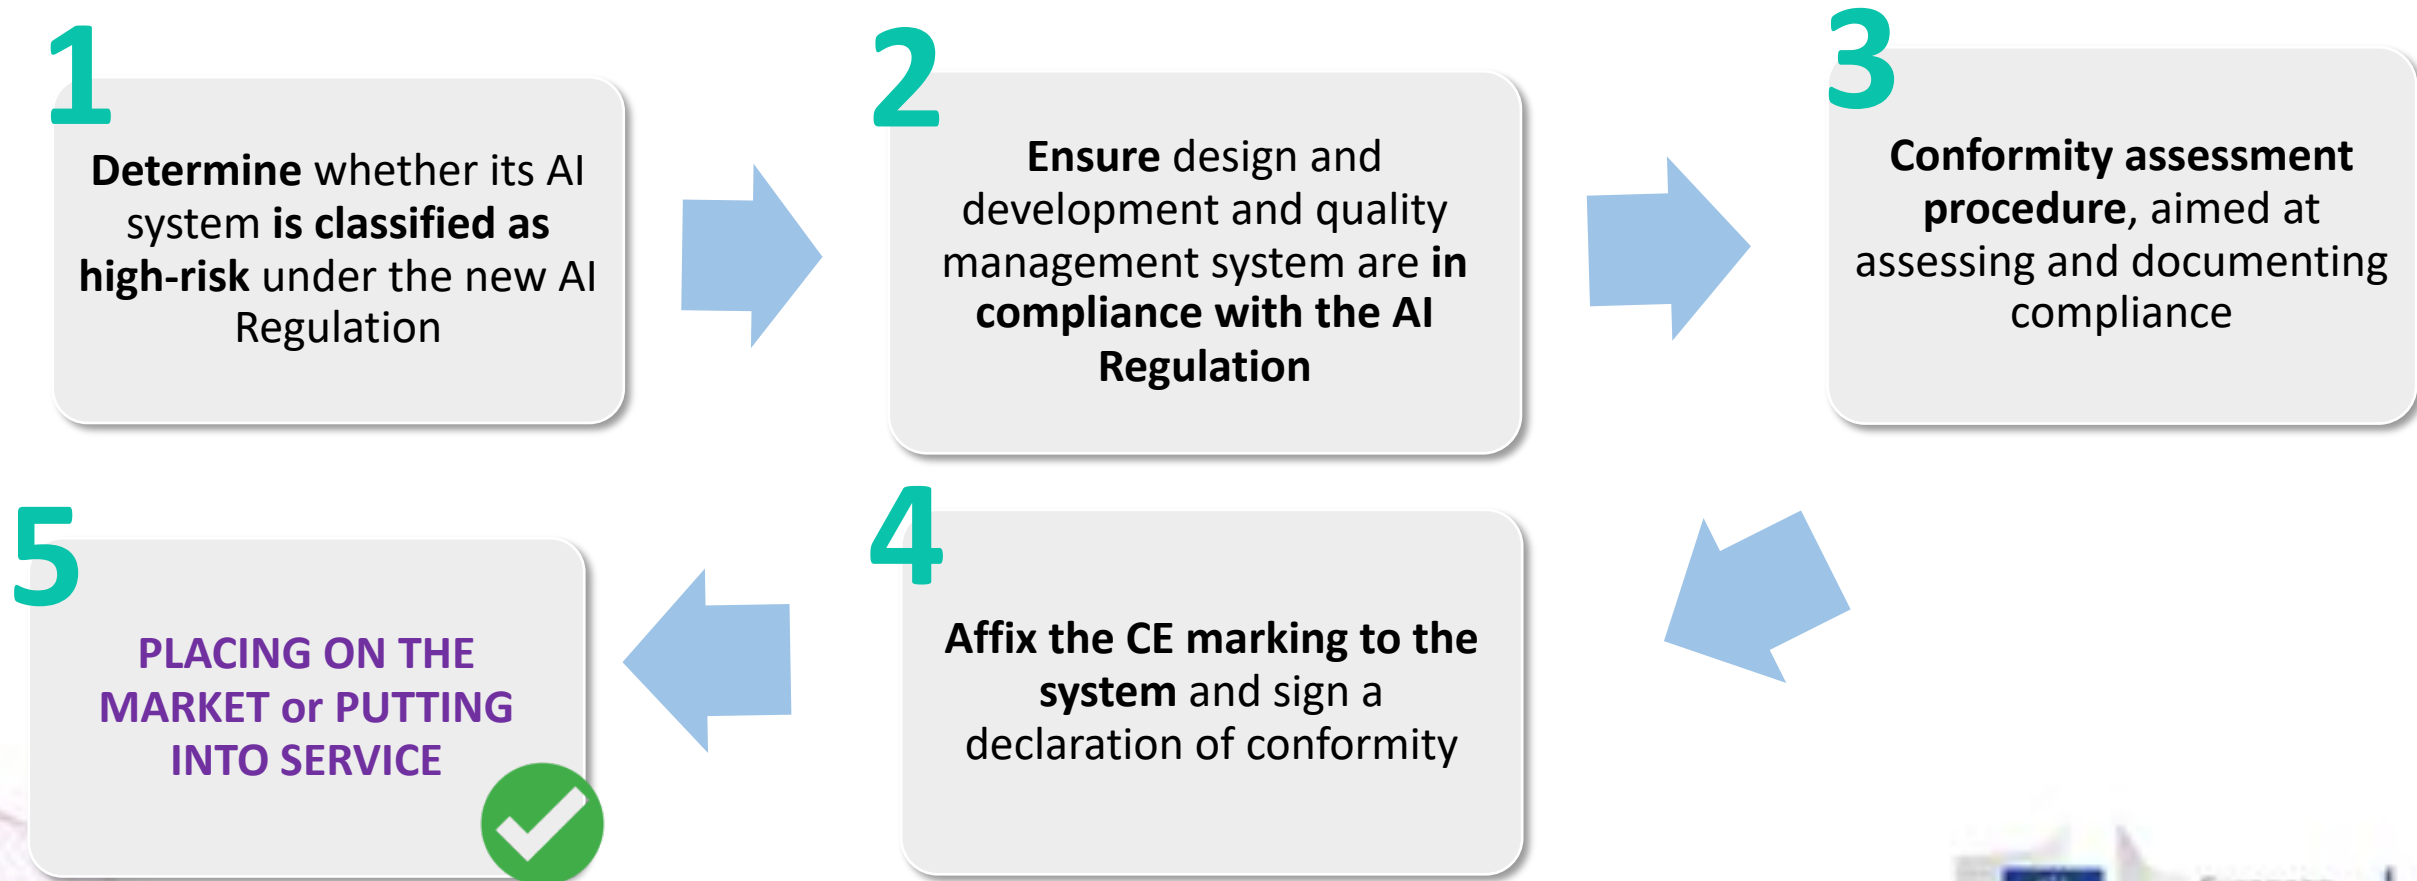 1
Determine whether its AI
system is classified as
high-risk under the new AI
Regulation
2
Ensure design and
development and quality
management system are in
compliance with the AI
Regulation
3
Conformity assessment
procedure, aimed at
assessing and documenting
compliance
4
Affix the CE marking to the
system and sign a
declaration of conformity
5
PLACING ON THE
MARKET or PUTTING
INTO SERVICE